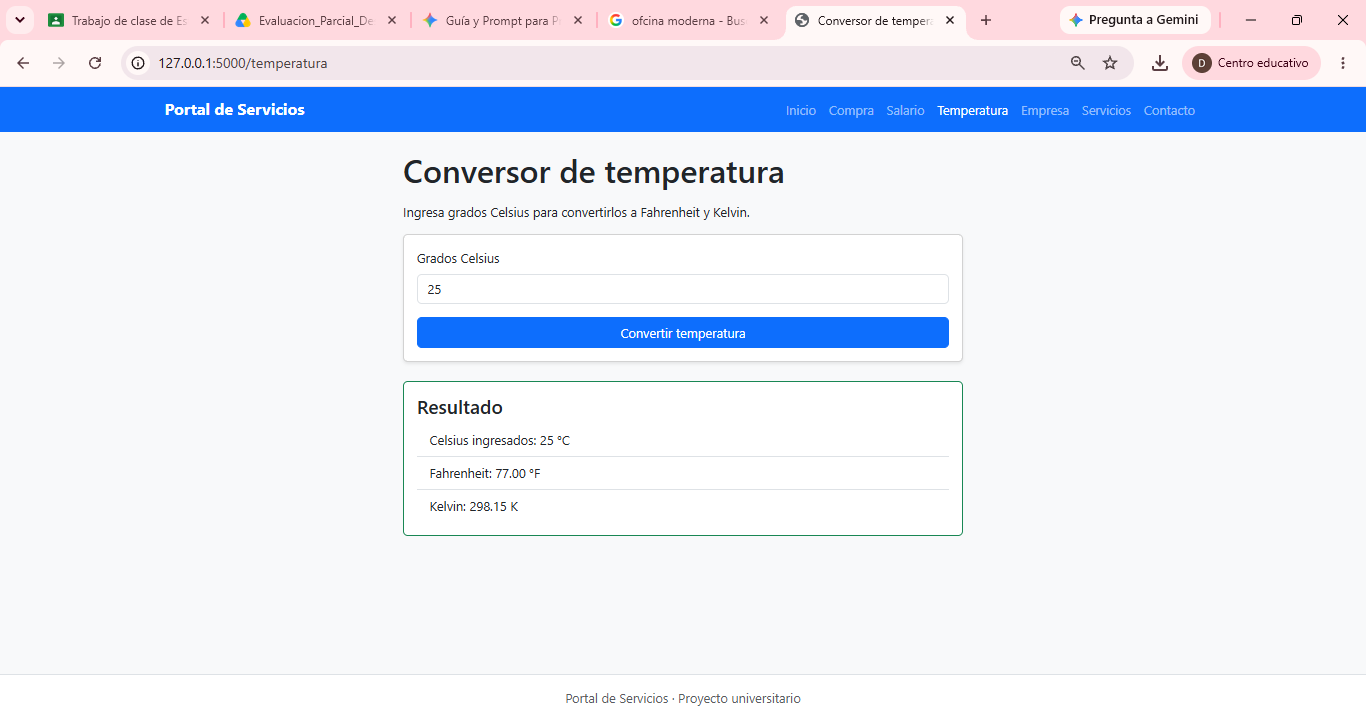 Trabajo de clase de Es
Evaluacion_Parcial_De
Guía y Prompt para P
ofcina moderna - Bus
Conversor de tempera
Pregunta a Gemini
127.0.0.1:5000/temperatura
D
Centro educativo
Portal de Servicios
Inicio Compra Salario Temperatura Empresa Servicios Contacto
Conversor de temperatura
Ingresa grados Celsius para convertirlos a Fahrenheit y Kelvin.
Grados Celsius
25
Convertir temperatura
Resultado
Celsius ingresados: 25 °C
Fahrenheit: 77.00 °F
Kelvin: 298.15 K
Portal de Servicios · Proyecto universitario